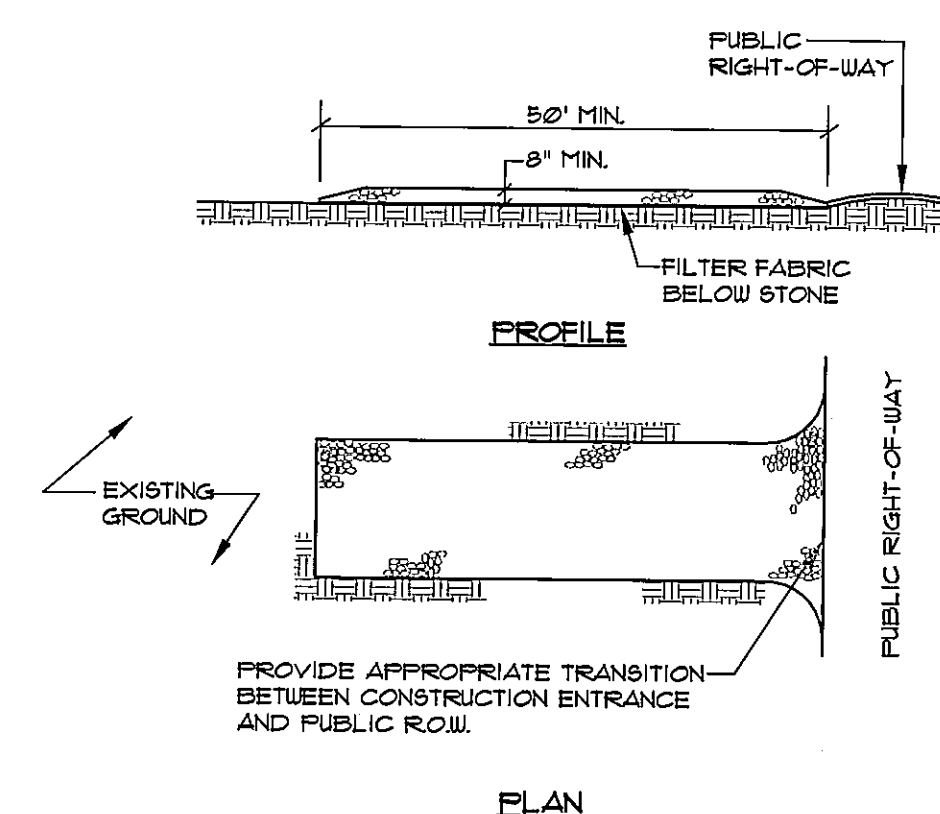 PUBLIC
RIGHT-OF-WAY
50' MIN.
8" MIN.
FILTER FABRIC
BELOW STONE
PROFILE
PUBLIC RIGHT-OF-WAY
EXISTING
GROUND
PROVIDE APPROPRIATE TRANSITION
BETWEEN CONSTRUCTION ENTRANCE
AND PUBLIC R.O.W.
PLAN